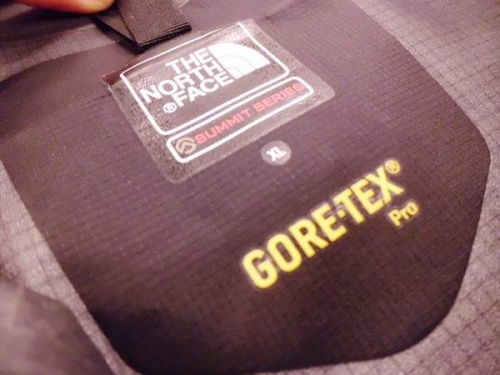 THE
NORTH
®FACE
SUMMIT SERIES
XL
GORE-TEX®
Pro